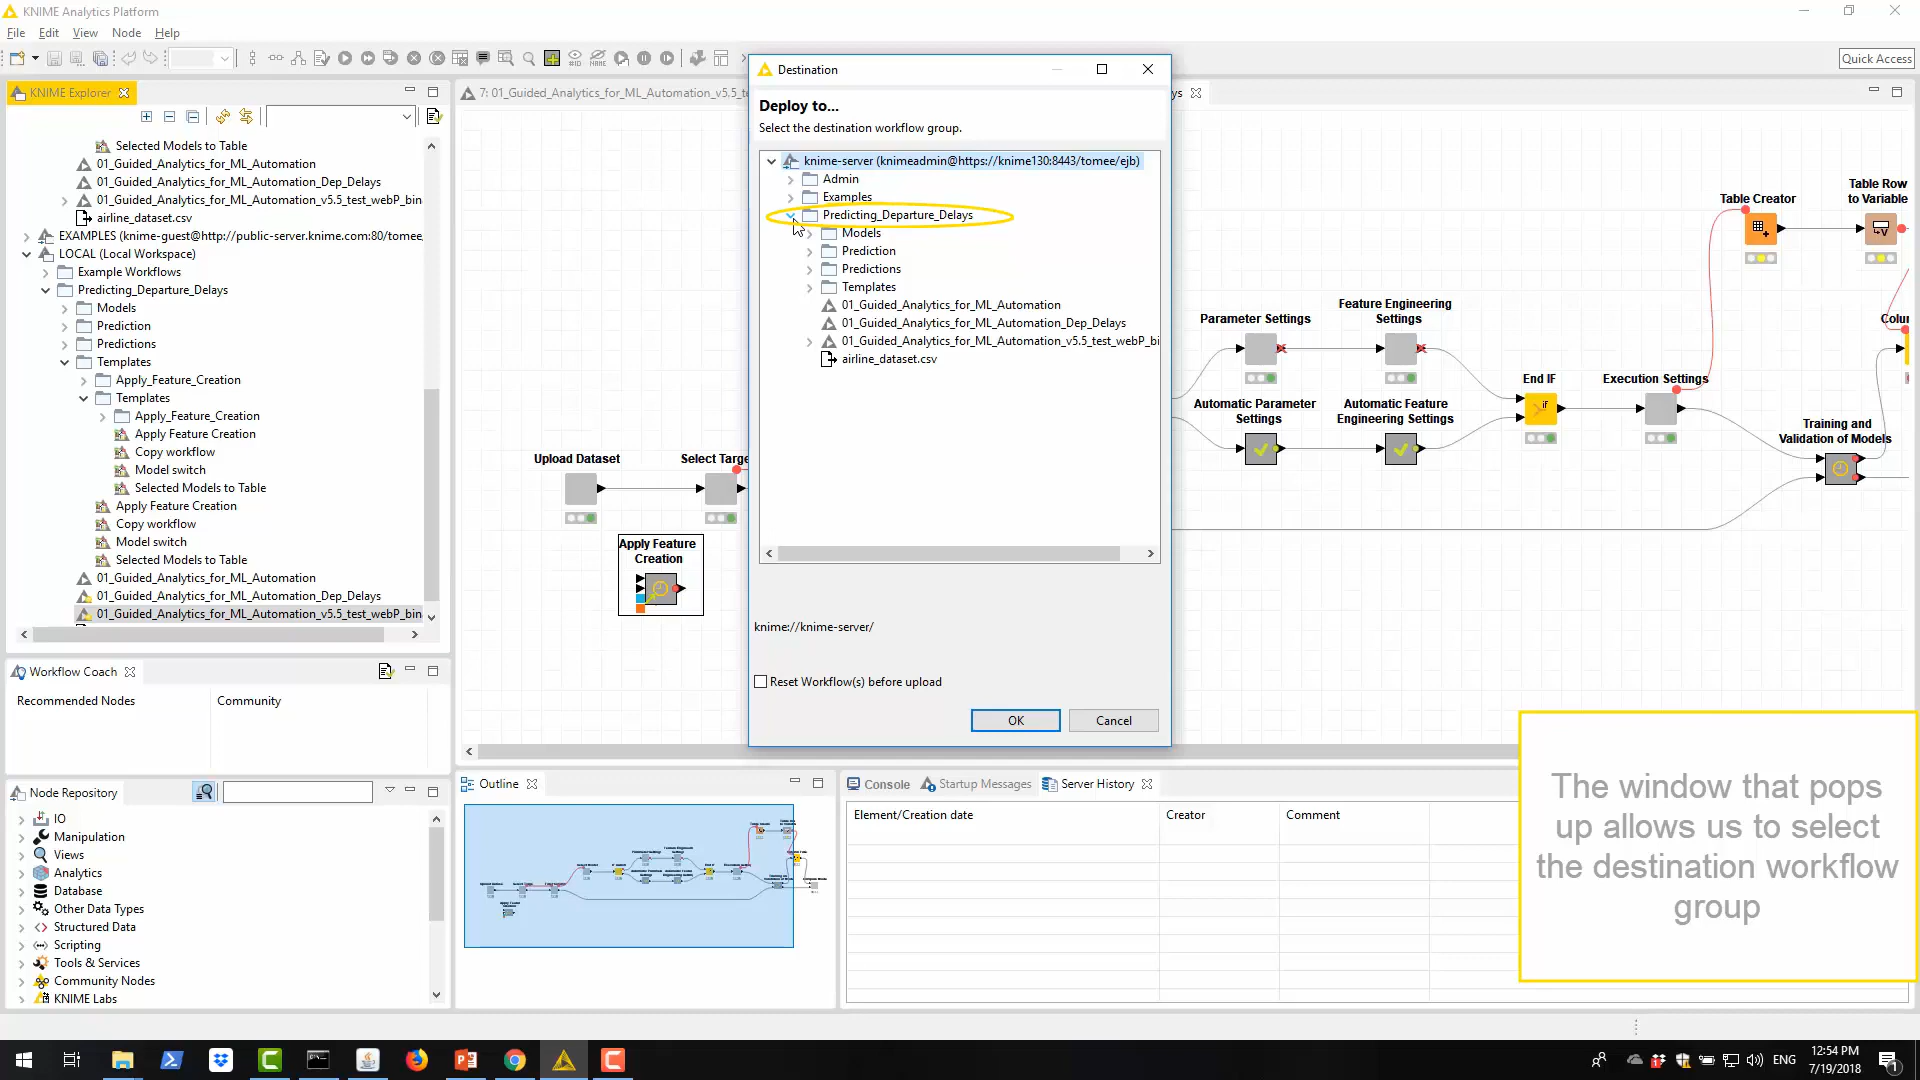 KNIME Analytics Platform
File Edit View Node Help
Quick Access
KNIME Explorer
Selected Models to Table
01_Guided_Analytics_for_ML_Automation
01_Guided_Analytics_for_ML_Automation_Dep_Delays
01_Guided_Analytics_for_ML_Automation_v5.5_test_webP_bin
airline_dataset.csv
EXAMPLES (knime-guest@http://public-server.knime.com:80/tomee,
LOCAL (Local Workspace)
Example Workflows
Predicting_Departure_Delays
Models
Prediction
Predictions
Templates
Apply_Feature_Creation
Templates
Apply_Feature_Creation
Apply Feature Creation
Copy workflow
Model switch
Selected Models to Table
Apply Feature Creation
Copy workflow
Model switch
Selected Models to Table
01_Guided_Analytics_for_ML_Automation
01_Guided_Analytics_for_ML_Automation_Dep_Delays
01_Guided_Analytics_for_ML_Automation_v5.5_test_webP_bin
Workflow Coach
Recommended Nodes
Community
Node Repository
IO
Manipulation
Views
Analytics
Database
Other Data Types
Structured Data
Scripting
Tools & Services
Community Nodes
KNIME Labs
7: 01_Guided_Analytics_for_ML_Automation_v5.5_t
ys
Upload Dataset
Select Targe
Apply Feature
Creation
Destination
Deploy to...
Select the destination workflow group.
knime-server (knimeadmin@https://knime130:8443/tomee/ejb)
Admin
Examples
Predicting_Departure_Delays
Models
Prediction
Predictions
Templates
01_Guided_Analytics_for_ML_Automation
01_Guided_Analytics_for_ML_Automation_Dep_Delays
01_Guided_Analytics_for_ML_Automation_v5.5_test_webP_bi
airline_dataset.csv
knime://knime-server/
Reset Workflow(s) before upload
OK
Cancel
Parameter Settings
Feature Engineering
Settings
Automatic Parameter
Settings
Automatic Feature
Engineering Settings
End IF
if
Execution Settings
Table Creator
Table Row
to Variable
V
Colu
Training and
Validation of Models
Outline
Console
Startup Messages
Server History
Element/Creation date
Creator
Comment
The window that pops
up allows us to select
the destination workflow
group
ENG
12:54 PM
7/19/2018
1